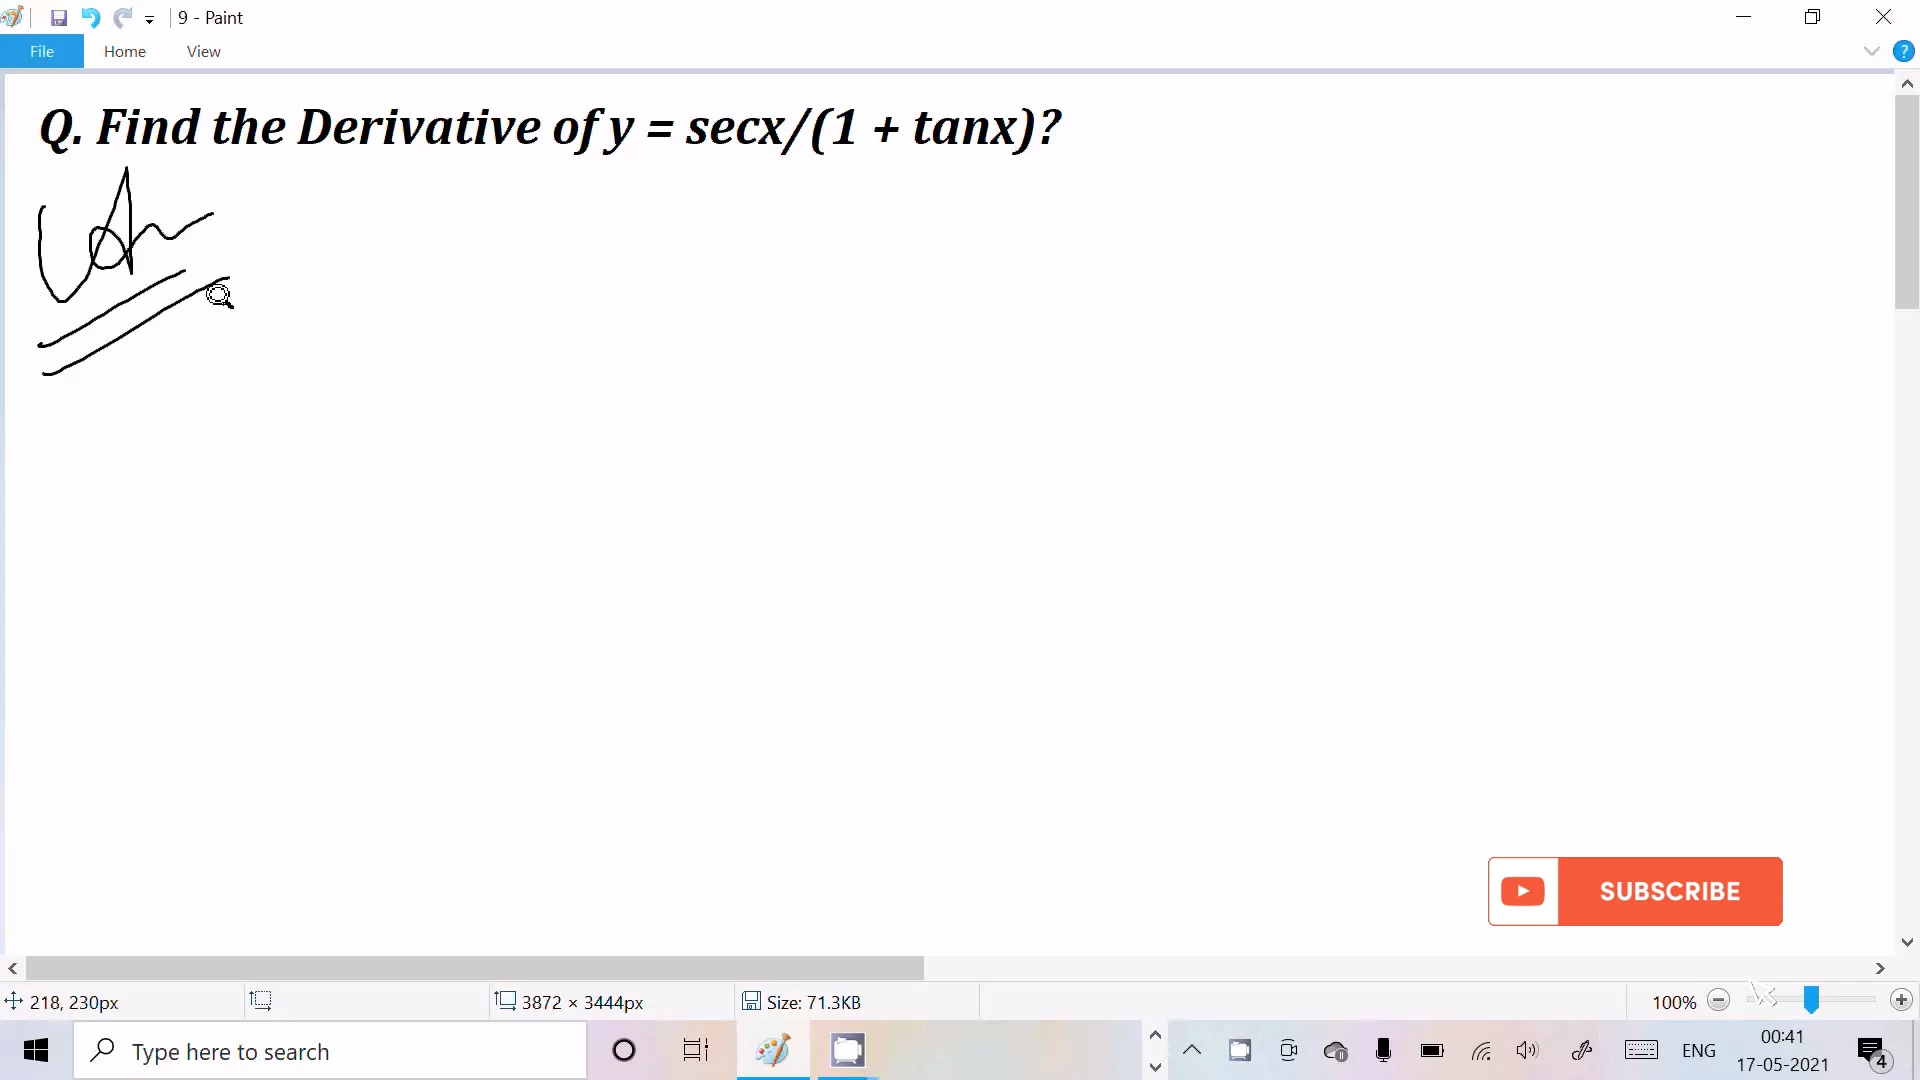 9 - Paint
File Home View
Q. Find the Derivative of y = secx/(1 + tanx)?
SUBSCRIBE
218, 230px 3872 × 3444px Size: 71.3KB 100%
Type here to search ENG 00:41
17-05-2021 4